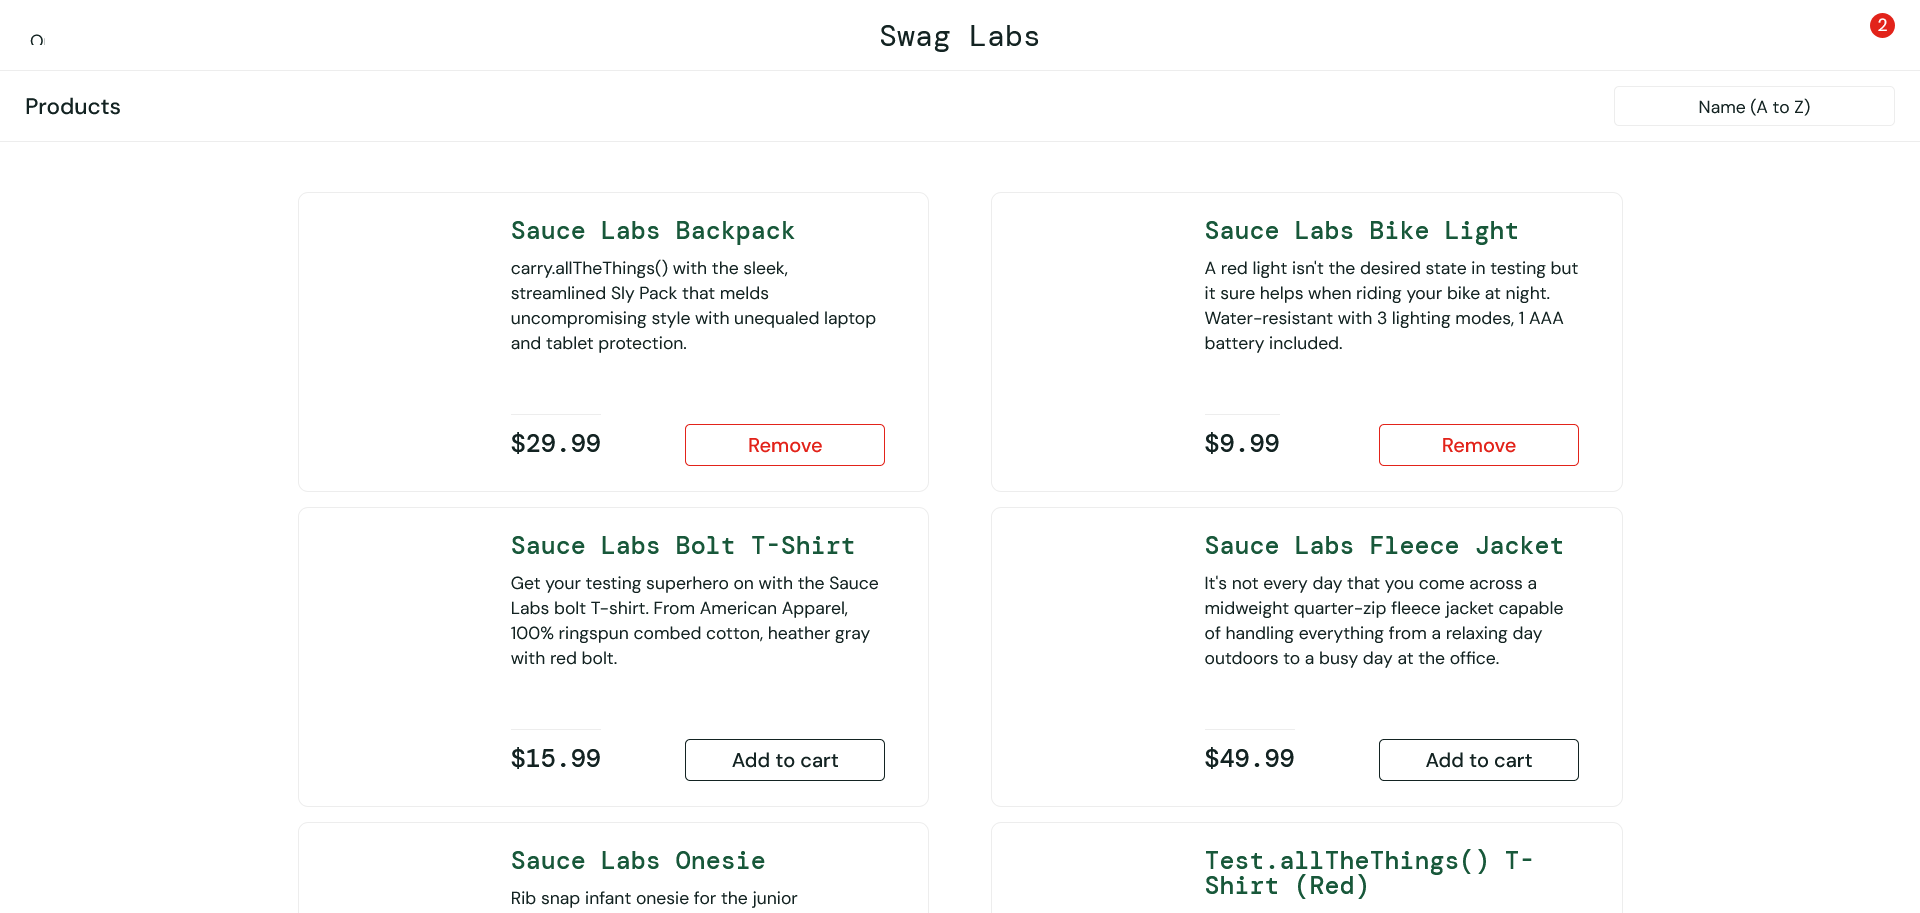 Swag Labs
2
Products
Name (A to Z)
Sauce Labs Backpack
carry.allTheThings() with the sleek,
streamlined Sly Pack that melds
uncompromising style with unequaled laptop
and tablet protection.
$29.99
Remove
Sauce Labs Bike Light
A red light isn't the desired state in testing but
it sure helps when riding your bike at night.
Water-resistant with 3 lighting modes, 1 AAA
battery included.
$9.99
Remove
Sauce Labs Bolt T-Shirt
Get your testing superhero on with the Sauce
Labs bolt T-shirt. From American Apparel,
100% ringspun combed cotton, heather gray
with red bolt.
$15.99
Add to cart
Sauce Labs Fleece Jacket
It's not every day that you come across a
midweight quarter-zip fleece jacket capable
of handling everything from a relaxing day
outdoors to a busy day at the office.
$49.99
Add to cart
Sauce Labs Onesie
Rib snap infant onesie for the junior
Test.allTheThings() T-
Shirt (Red)